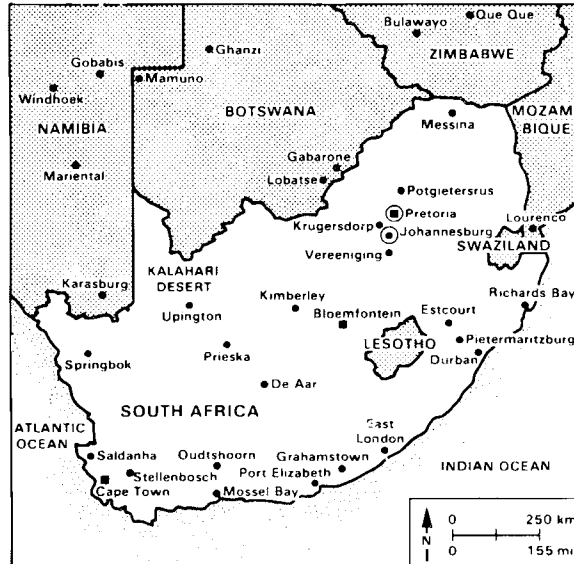 Bulawayo
Que Que
ZIMBABWE
Ghanzi
Gobabis
Mamuno
Windhoek
BOTSWANA
MOZAM
BIQUE
NAMIBIA
Messina
Mariental
Gabarone
Lobatse
Potgietersrus
Pretoria
Lourenco
Krugersdorp
Johannesburg
SWAZILAND
Vereeniging
KALAHARI
DESERT
Karasburg
Upington
Kimberley
Richards Bay
Bloemfontein
Estcourt
LESOTHO
Pietermaritzburg
Durban
Springbok
Prieska
De Aar
SOUTH AFRICA
ATLANTIC
OCEAN
East
London
Saldanha
Oudtshoorn
Grahamstown
Stellenbosch
Port Elizabeth
INDIAN OCEAN
Cape Town
Mossel Bay
N
0 250 km
0 155 mi